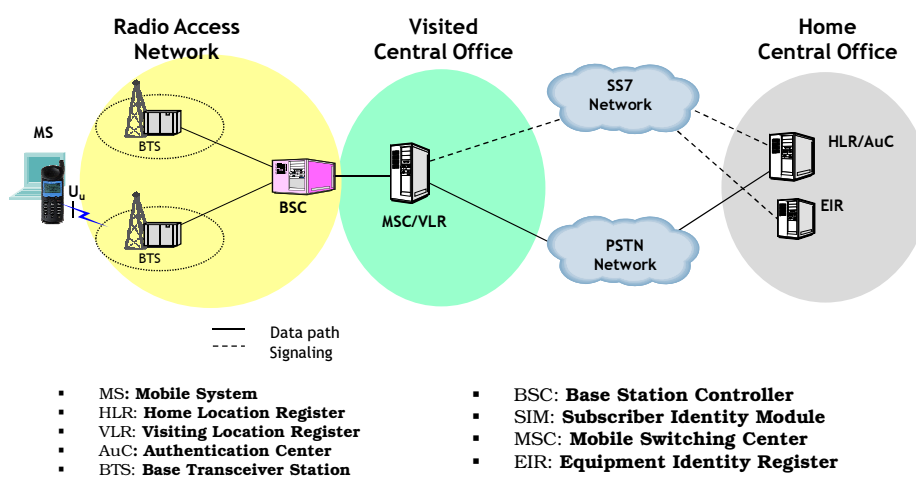 Radio Access
Network
Visited
Central Office
Home
Central Office
SS7
Network
MS
BTS
HLR/AuC
Uu
BSC
MSC/VLR
EIR
BTS
PSTN
Network
Data path
Signaling
▪ MS: Mobile System
▪ HLR: Home Location Register
▪ VLR: Visiting Location Register
▪ AuC: Authentication Center
▪ BTS: Base Transceiver Station
▪ BSC: Base Station Controller
▪ SIM: Subscriber Identity Module
▪ MSC: Mobile Switching Center
▪ EIR: Equipment Identity Register